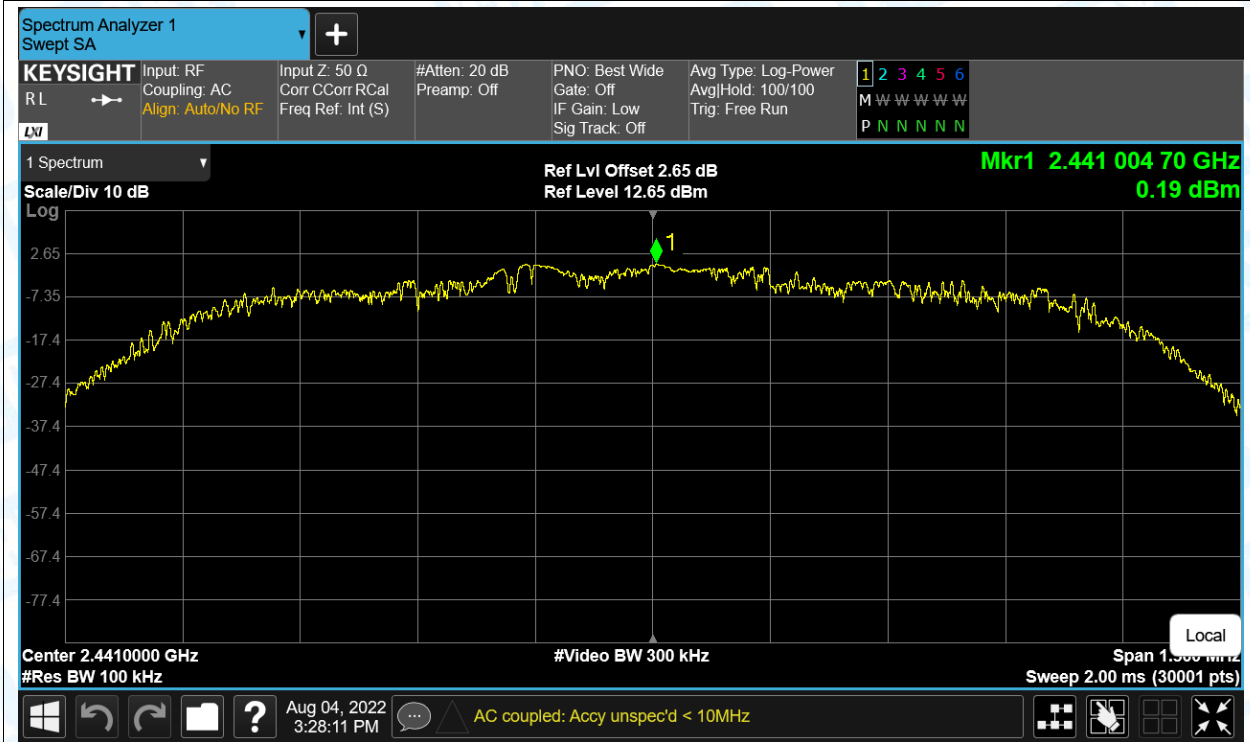 Spectrum Analyzer 1
Swept SA
KEYSIGHT
R L
LXI
Input: RF
Coupling: AC
Align: Auto/No RF
Input Z: 50 Ω
Corr CCorr RCal
Freq Ref: Int (S)
#Atten: 20 dB
Preamp: Off
PNO: Best Wide
Gate: Off
IF Gain: Low
Sig Track: Off
Avg Type: Log-Power
Avg|Hold: 100/100
Trig: Free Run
1 2 3 4 5 6
M W W W W W
P N N N N N
1 Spectrum
Scale/Div 10 dB
Log
Ref Lvl Offset 2.65 dB
Ref Level 12.65 dBm
Mkr1 2.441 004 70 GHz
0.19 dBm
1
2.65
-7.35
-17.4
-27.4
-37.4
-47.4
-57.4
-67.4
-77.4
Local
Center 2.4410000 GHz
#Video BW 300 kHz
Span
#Res BW 100 kHz
Sweep 2.00 ms (30001 pts)
?
Aug 04, 2022
3:28:11 PM
AC coupled: Accy unspec'd < 10MHz